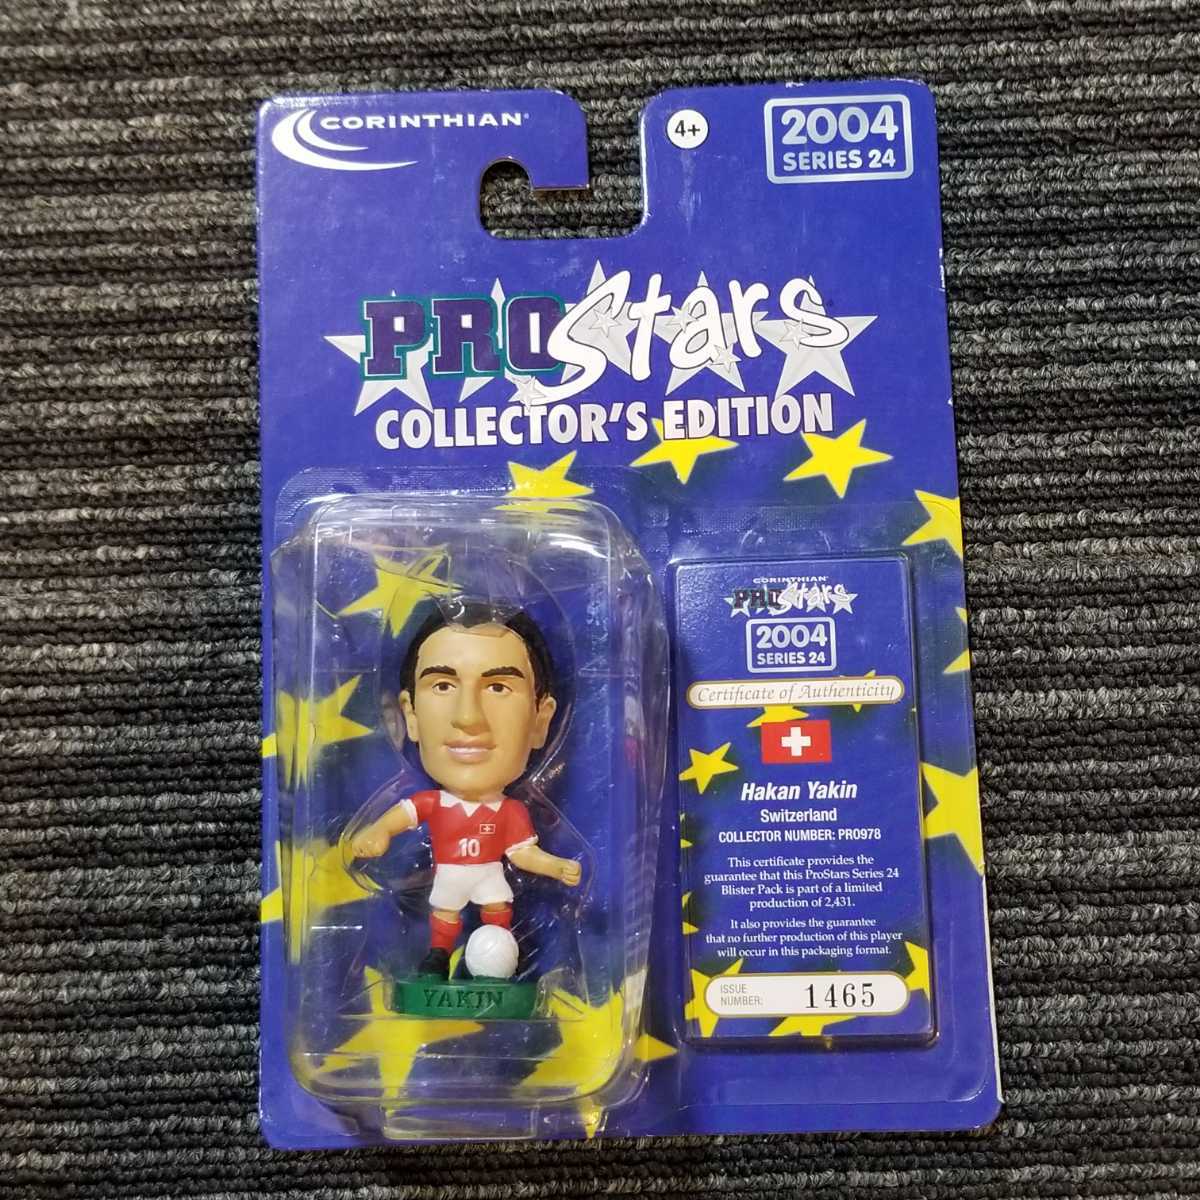 CORINTHIAN®
4+
2004
SERIES 24
PROStars
COLLECTOR'S EDITION
10
YAKIN
CORINTHIAN
PROStars
2004
SERIES 24
Certificate of Authenticity
Hakan Yakin
Switzerland
COLLECTOR NUMBER: PRO978
This certificate provides the
guarantee that this ProStars Series 24
Blister Pack is part of a limited
production of 2,431.
It also provides the guarantee
that no further production of this player
will occur in this packaging format.
ISSUE
NUMBER: 1465